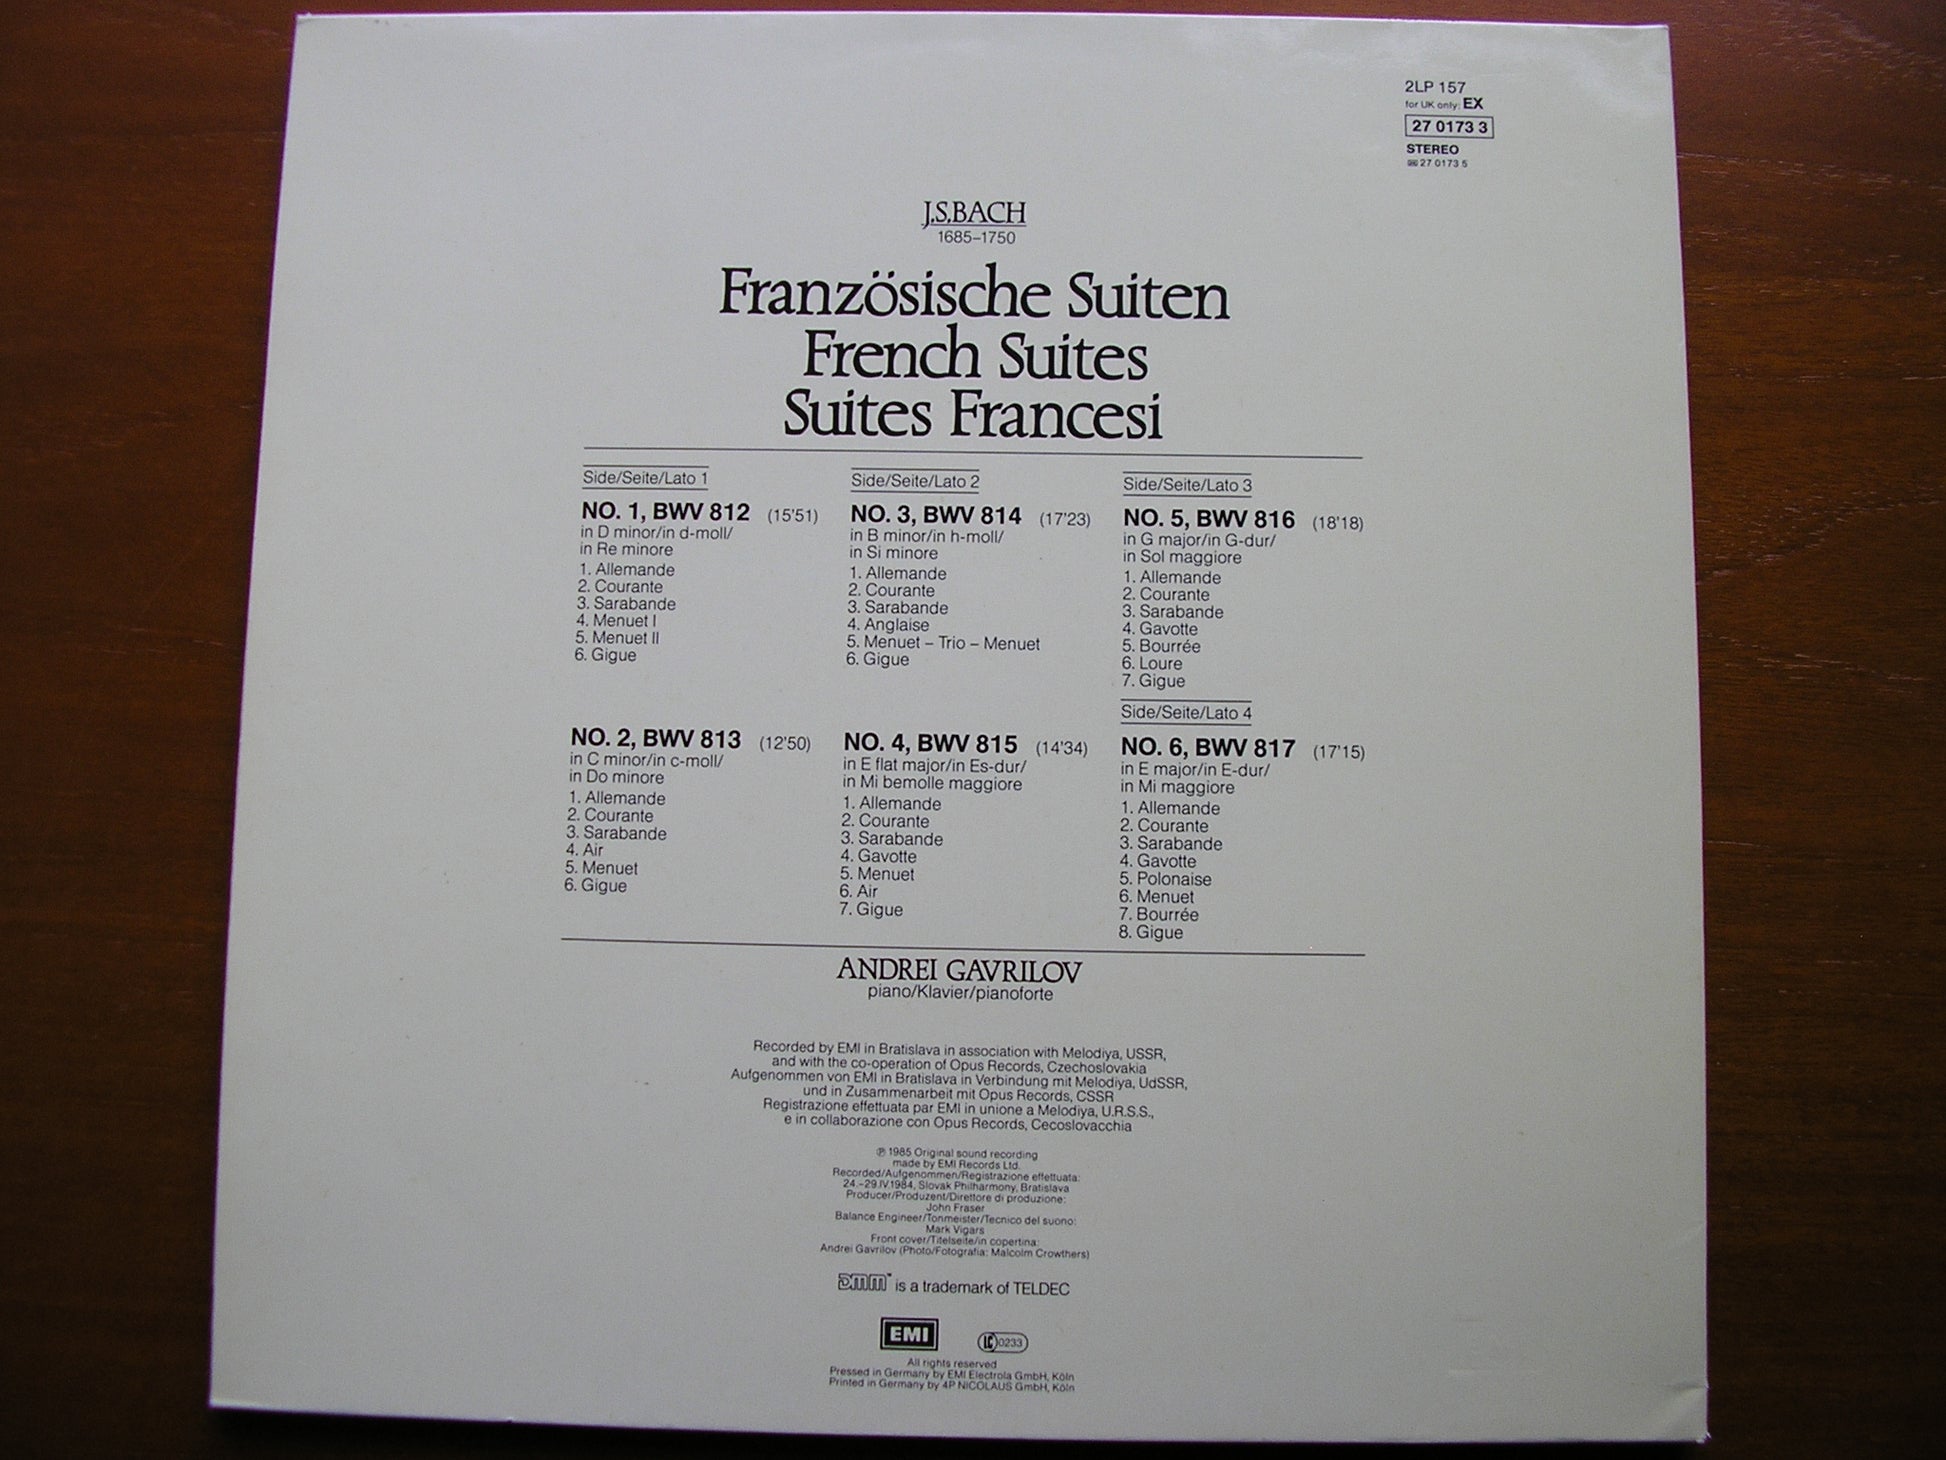 2LP 157
for UK only: EX
27 0173 3
STEREO
27 0173 5
J.S.BACH
1685–1750
Französische Suiten
French Suites
Suites Francesi
Side/Seite/Lato 1
NO. 1, BWV 812 (15'51)
in D minor/in d-moll/
in Re minore
1. Allemande
2. Courante
3. Sarabande
4. Menuet I
5. Menuet II
6. Gigue
NO. 2, BWV 813 (12'50)
in C minor/in c-moll/
in Do minore
1. Allemande
2. Courante
3. Sarabande
4. Air
5. Menuet
6. Gigue
Side/Seite/Lato 2
NO. 3, BWV 814 (17'23)
in B minor/in h-moll/
in Si minore
1. Allemande
2. Courante
3. Sarabande
4. Anglaise
5. Menuet – Trio – Menuet
6. Gigue
NO. 4, BWV 815 (14'34)
in E flat major/in Es-dur/
in Mi bemolle maggiore
1. Allemande
2. Courante
3. Sarabande
4. Gavotte
5. Menuet
6. Air
7. Gigue
Side/Seite/Lato 3
NO. 5, BWV 816 (18'18)
in G major/in G-dur/
in Sol maggiore
1. Allemande
2. Courante
3. Sarabande
4. Gavotte
5. Bourrée
6. Loure
7. Gigue
Side/Seite/Lato 4
NO. 6, BWV 817 (17'15)
in E major/in E-dur/
in Mi maggiore
1. Allemande
2. Courante
3. Sarabande
4. Gavotte
5. Polonaise
6. Menuet
7. Bourrée
8. Gigue
ANDREI GAVRILOV
piano/Klavier/pianoforte
Recorded by EMI in Bratislava in association with Melodiya, USSR,
and with the co-operation of Opus Records, Czechoslovakia
Aufgenommen von EMI in Bratislava in Verbindung mit Melodiya, UdSSR,
und in Zusammenarbeit mit Opus Records, CSSR
Registrazione effettuata par EMI in unione a Melodiya, U.R.S.S.,
e in collaborazione con Opus Records, Cecoslovacchia
℗ 1985 Original sound recording
made by EMI Records Ltd.
Recorded/Aufgenommen/Registrazione effettuata:
24.–29.IV.1984, Slovak Philharmony, Bratislava
Producer/Produzent/Direttore di produzione:
John Fraser
Balance Engineer/Tonmeister/Tecnico del suono:
Mark Vigars
Front cover/Titelseite/in copertina:
Andrei Gavrilov (Photo/Fotografia: Malcolm Crowthers)
DMM™ is a trademark of TELDEC
EMI
LC 0233
All rights reserved
Pressed in Germany by EMI Electrola GmbH, Köln
Printed in Germany by 4P NICOLAUS GmbH, Köln